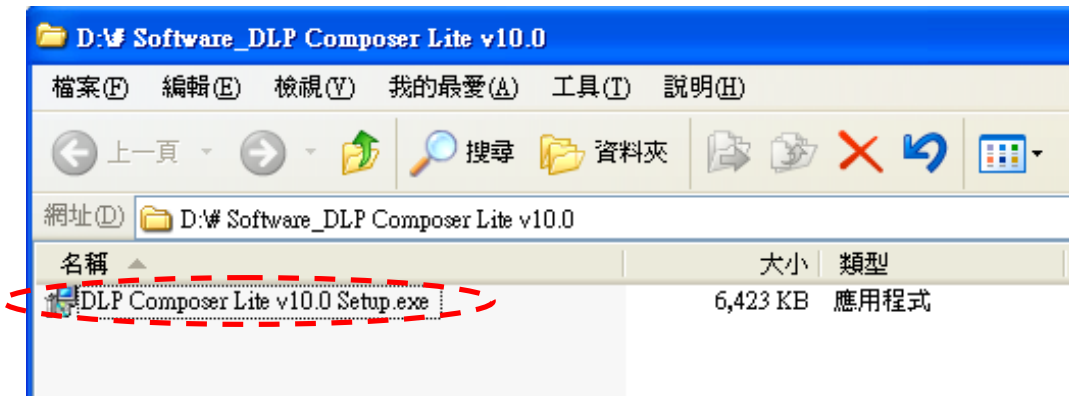 D:\# Software_DLP Composer Lite v10.0
檔案(F) 編輯(E) 檢視(V) 我的最愛(A) 工具(T) 說明(H)
上一頁 搜尋 資料夾
網址(D) D:\# Software_DLP Composer Lite v10.0
名稱 大小 類型
DLP Composer Lite v10.0 Setup.exe 6,423 KB 應用程式